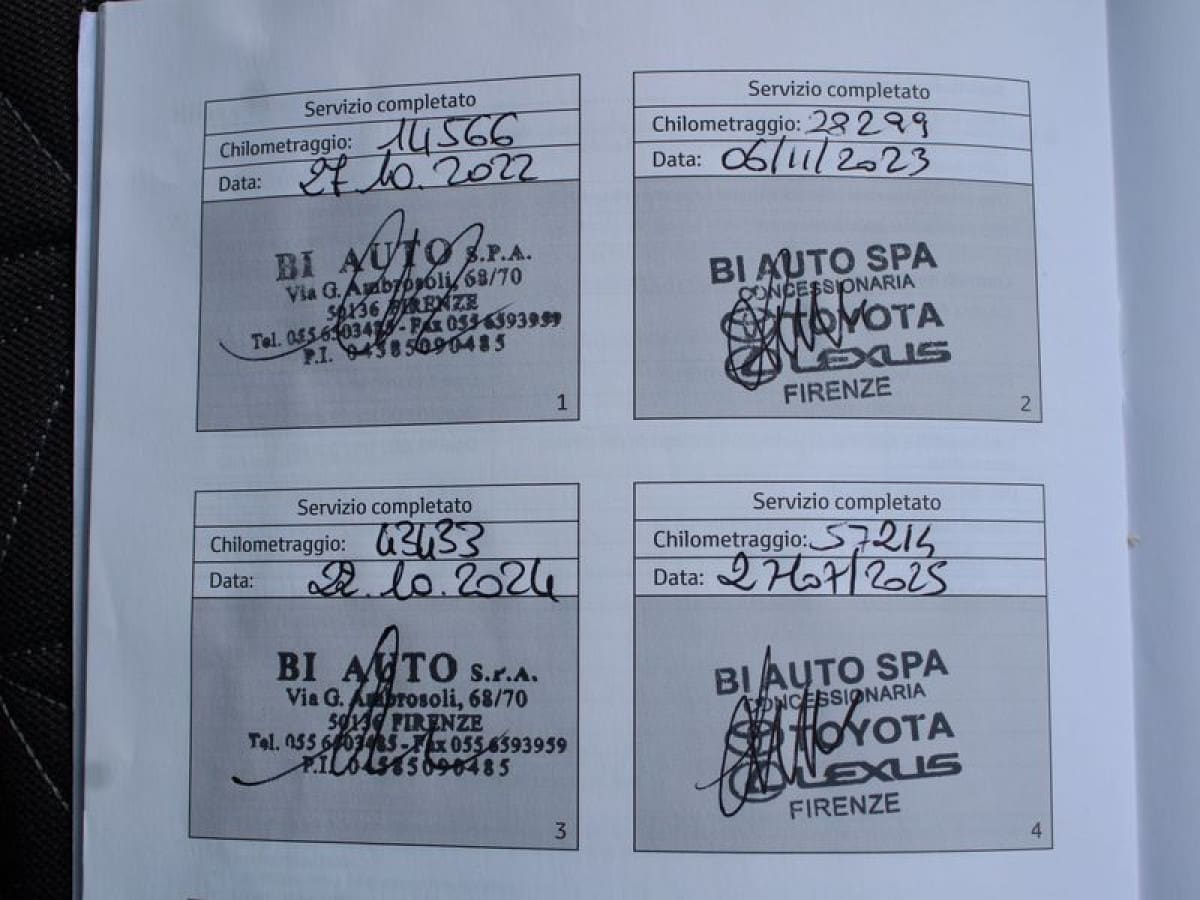 Servizio completato
Chilometraggio: 14566
Data: 27.10.2022
BI AUTO S.P.A.
Via G. Ambrosoli, 68/70
50136 FIRENZE
Tel. 055 6503485 - Fax 055 6593959
P.I. 04585090485
1
Servizio completato
Chilometraggio: 28299
Data: 06/11/2023
BI AUTO SPA
CONCESSIONARIA
TOYOTA
LEXUS
FIRENZE
2
Servizio completato
Chilometraggio: 43433
Data: 22.10.2024
BI AUTO S.P.A.
Via G. Ambrosoli, 68/70
50136 FIRENZE
Tel. 055 6503485 - Fax 055 6593959
P.I. 04585090485
3
Servizio completato
Chilometraggio: 57214
Data: 27/07/2025
BI AUTO SPA
CONCESSIONARIA
TOYOTA
LEXUS
FIRENZE
4